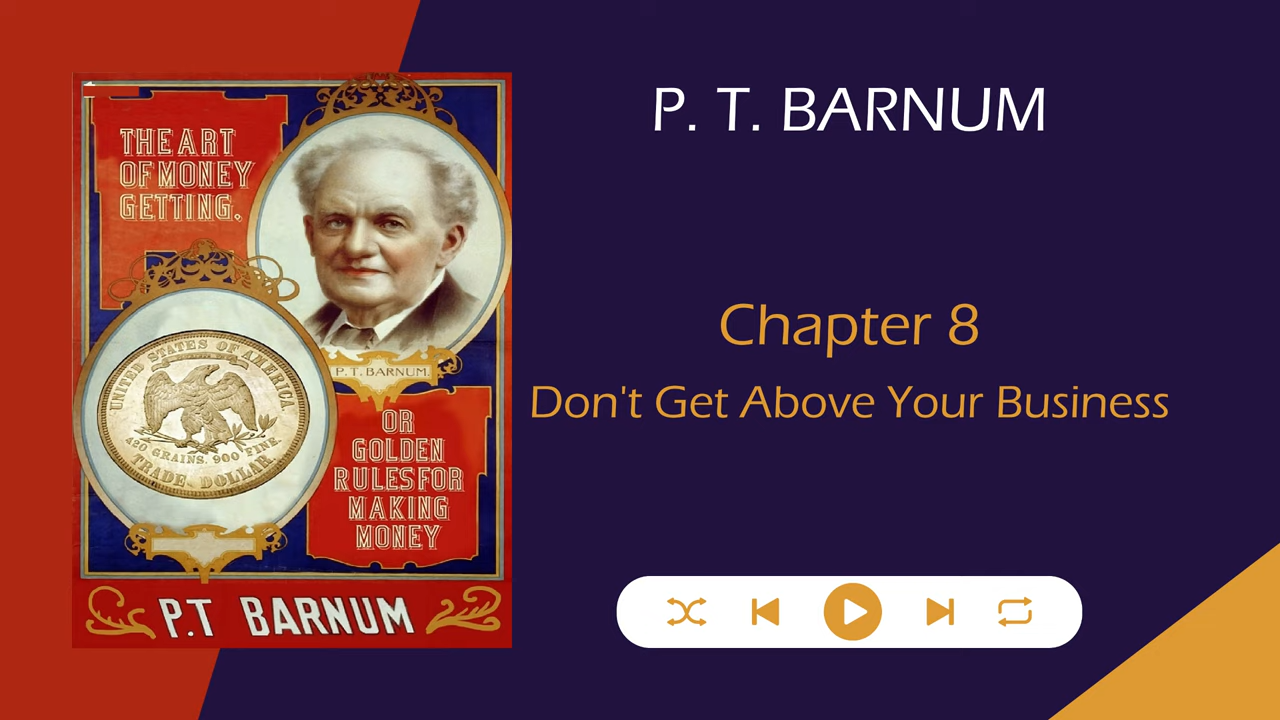 THE ART
OF MONEY
GETTING.
P. T. BARNUM.
UNITED STATES OF AMERICA.
420 GRAINS. 900 FINE.
TRADE DOLLAR.
OR
GOLDEN
RULES FOR
MAKING
MONEY
P.T BARNUM
P. T. BARNUM
Chapter 8
Don't Get Above Your Business